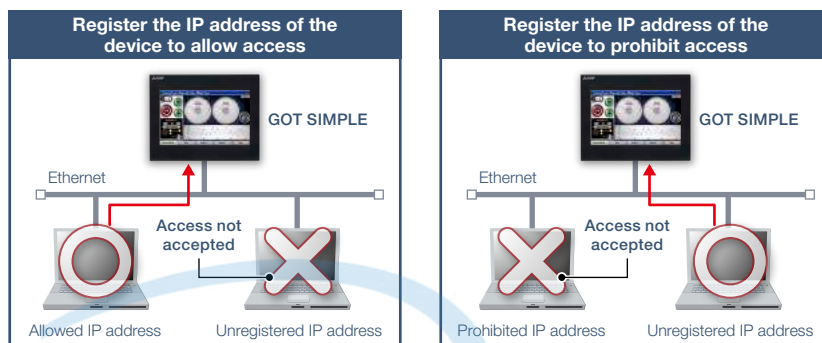 Register the IP address of the
device to allow access
GOT SIMPLE
Ethernet
Access not
accepted
Allowed IP address
Unregistered IP address
Register the IP address of the
device to prohibit access
GOT SIMPLE
Ethernet
Access not
accepted
Prohibited IP address
Unregistered IP address